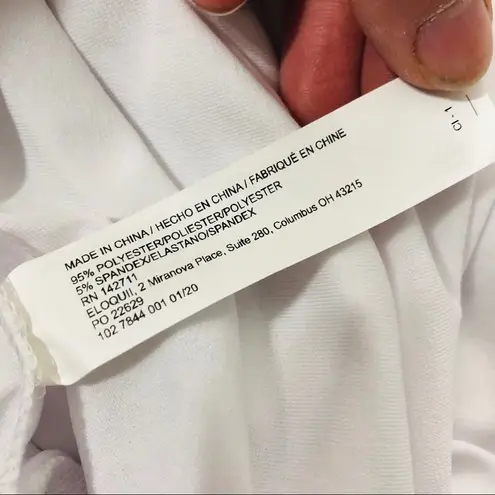 MADE IN CHINA / HECHO EN CHINA / FABRIQUÉ EN CHINE
95% POLYESTER/POLIESTER/POLYESTER
5% SPANDEX/ELASTANO/SPANDEX
RN 142711
ELOQUII, 2 Miranova Place, Suite 280, Columbus OH 43215
PO 22629
102 7844 001 01/20